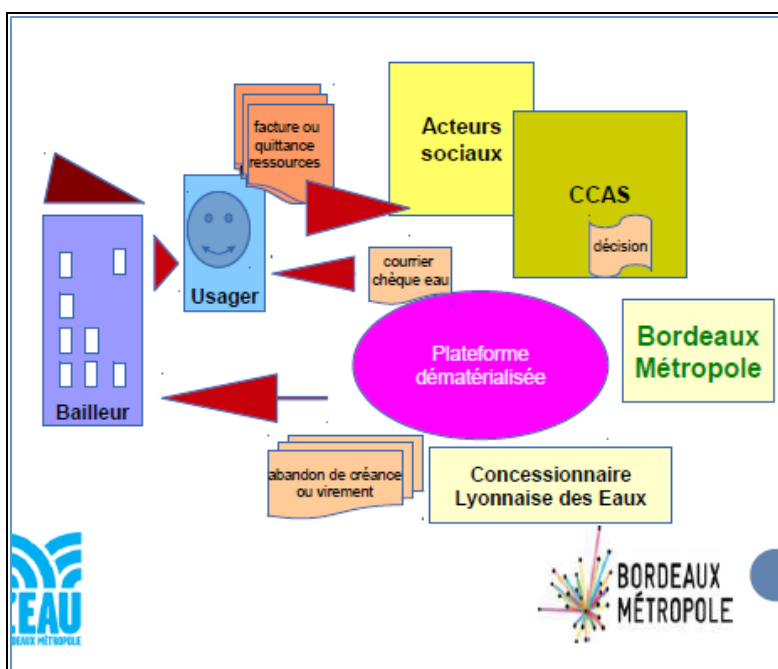 facture ou
quittance
ressources
Acteurs
sociaux
CCAS
décision
Usager
courrier
chèque eau
Bordeaux
Métropole
Plateforme
dématérialisée
Bailleur
abandon de créance
ou virement
Concessionnaire
Lyonnaise des Eaux
BORDEAUX
MÉTROPOLE
EAU
MÉTROPOLE